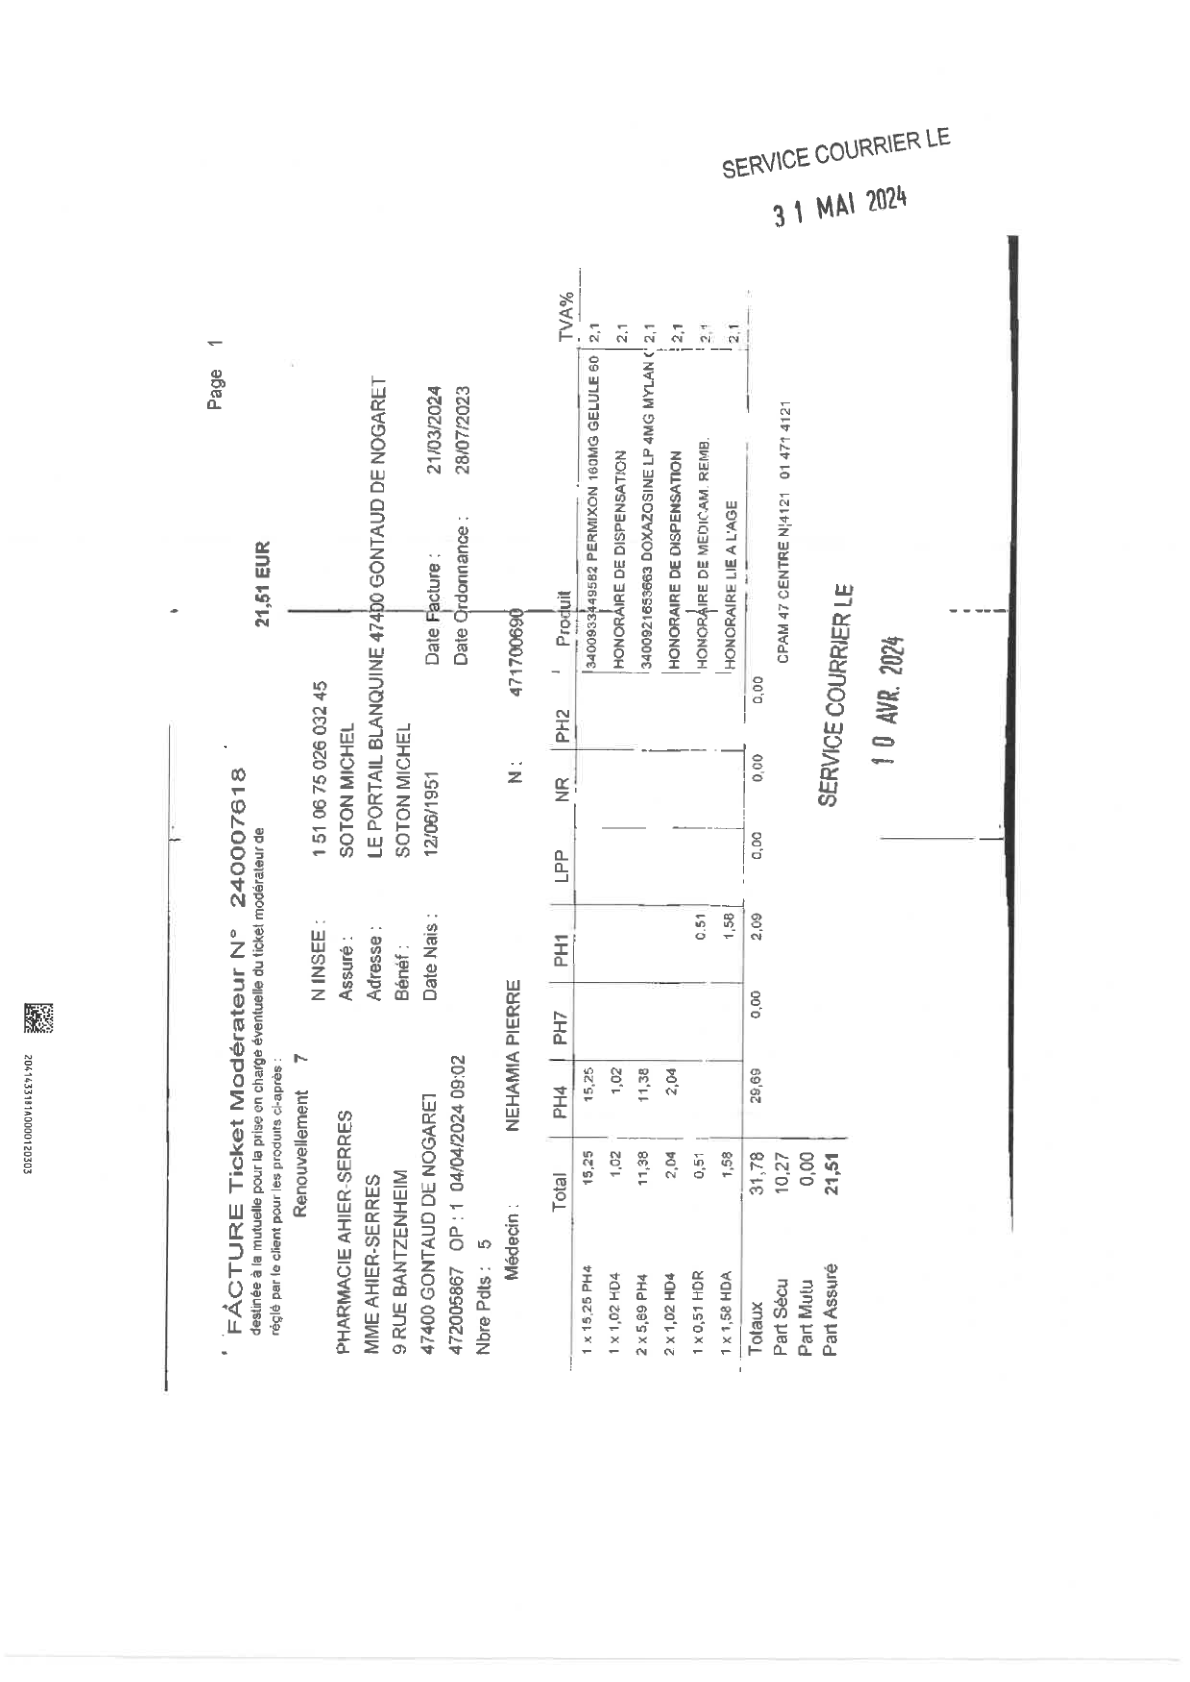 Page 1
FACTURE Ticket Modérateur N° 240007618
destinée à la mutuelle pour la prise en charge éventuelle du ticket modérateur de 21,51 EUR
réglé par le client pour les produits ci-après :
Renouvellement 7
N INSEE : 1 51 06 75 026 032 45
PHARMACIE AHIER-SERRES Assuré : SOTON MICHEL
MME AHIER-SERRES Adresse : LE PORTAIL BLANQUINE 47400 GONTAUD DE NOGARET
9 RUE BANTZENHEIM Bénéf : SOTON MICHEL
47400 GONTAUD DE NOGARET Date Nais : 12/06/1951 Date Facture : 21/03/2024
472005867 OP : 1 04/04/2024 09:02 Date Ordonnance : 28/07/2023
Nbre Pdts : 5
Médecin : NEHAMIA PIERRE N : 471700690
Total PH4 PH7 PH1 LPP NR PH2 Produit TVA%
1 x 15,25 PH4 15,25 15,25 3400933449582 PERMIXON 160MG GELULE 60 2,1
1 x 1,02 HD4 1,02 1,02 HONORAIRE DE DISPENSATION 2,1
2 x 5,69 PH4 11,38 11,38 3400921653663 DOXAZOSINE LP 4MG MYLAN 2,1
2 x 1,02 HD4 2,04 2,04 HONORAIRE DE DISPENSATION 2,1
1 x 0,51 HDR 0,51 0,51 HONORAIRE DE MEDICAM. REMB. 2,1
1 x 1,58 HDA 1,58 1,58 HONORAIRE LIE A L'AGE 2,1
Totaux 31,78 29,69 0,00 2,09 0,00 0,00 0,00
Part Sécu 10,27 CPAM 47 CENTRE N¦4121 01 471 4121
Part Mutu 0,00
Part Assuré 21,51
SERVICE COURRIER LE
10 AVR. 2024
SERVICE COURRIER LE
31 MAI 2024
2041433181A0000120303